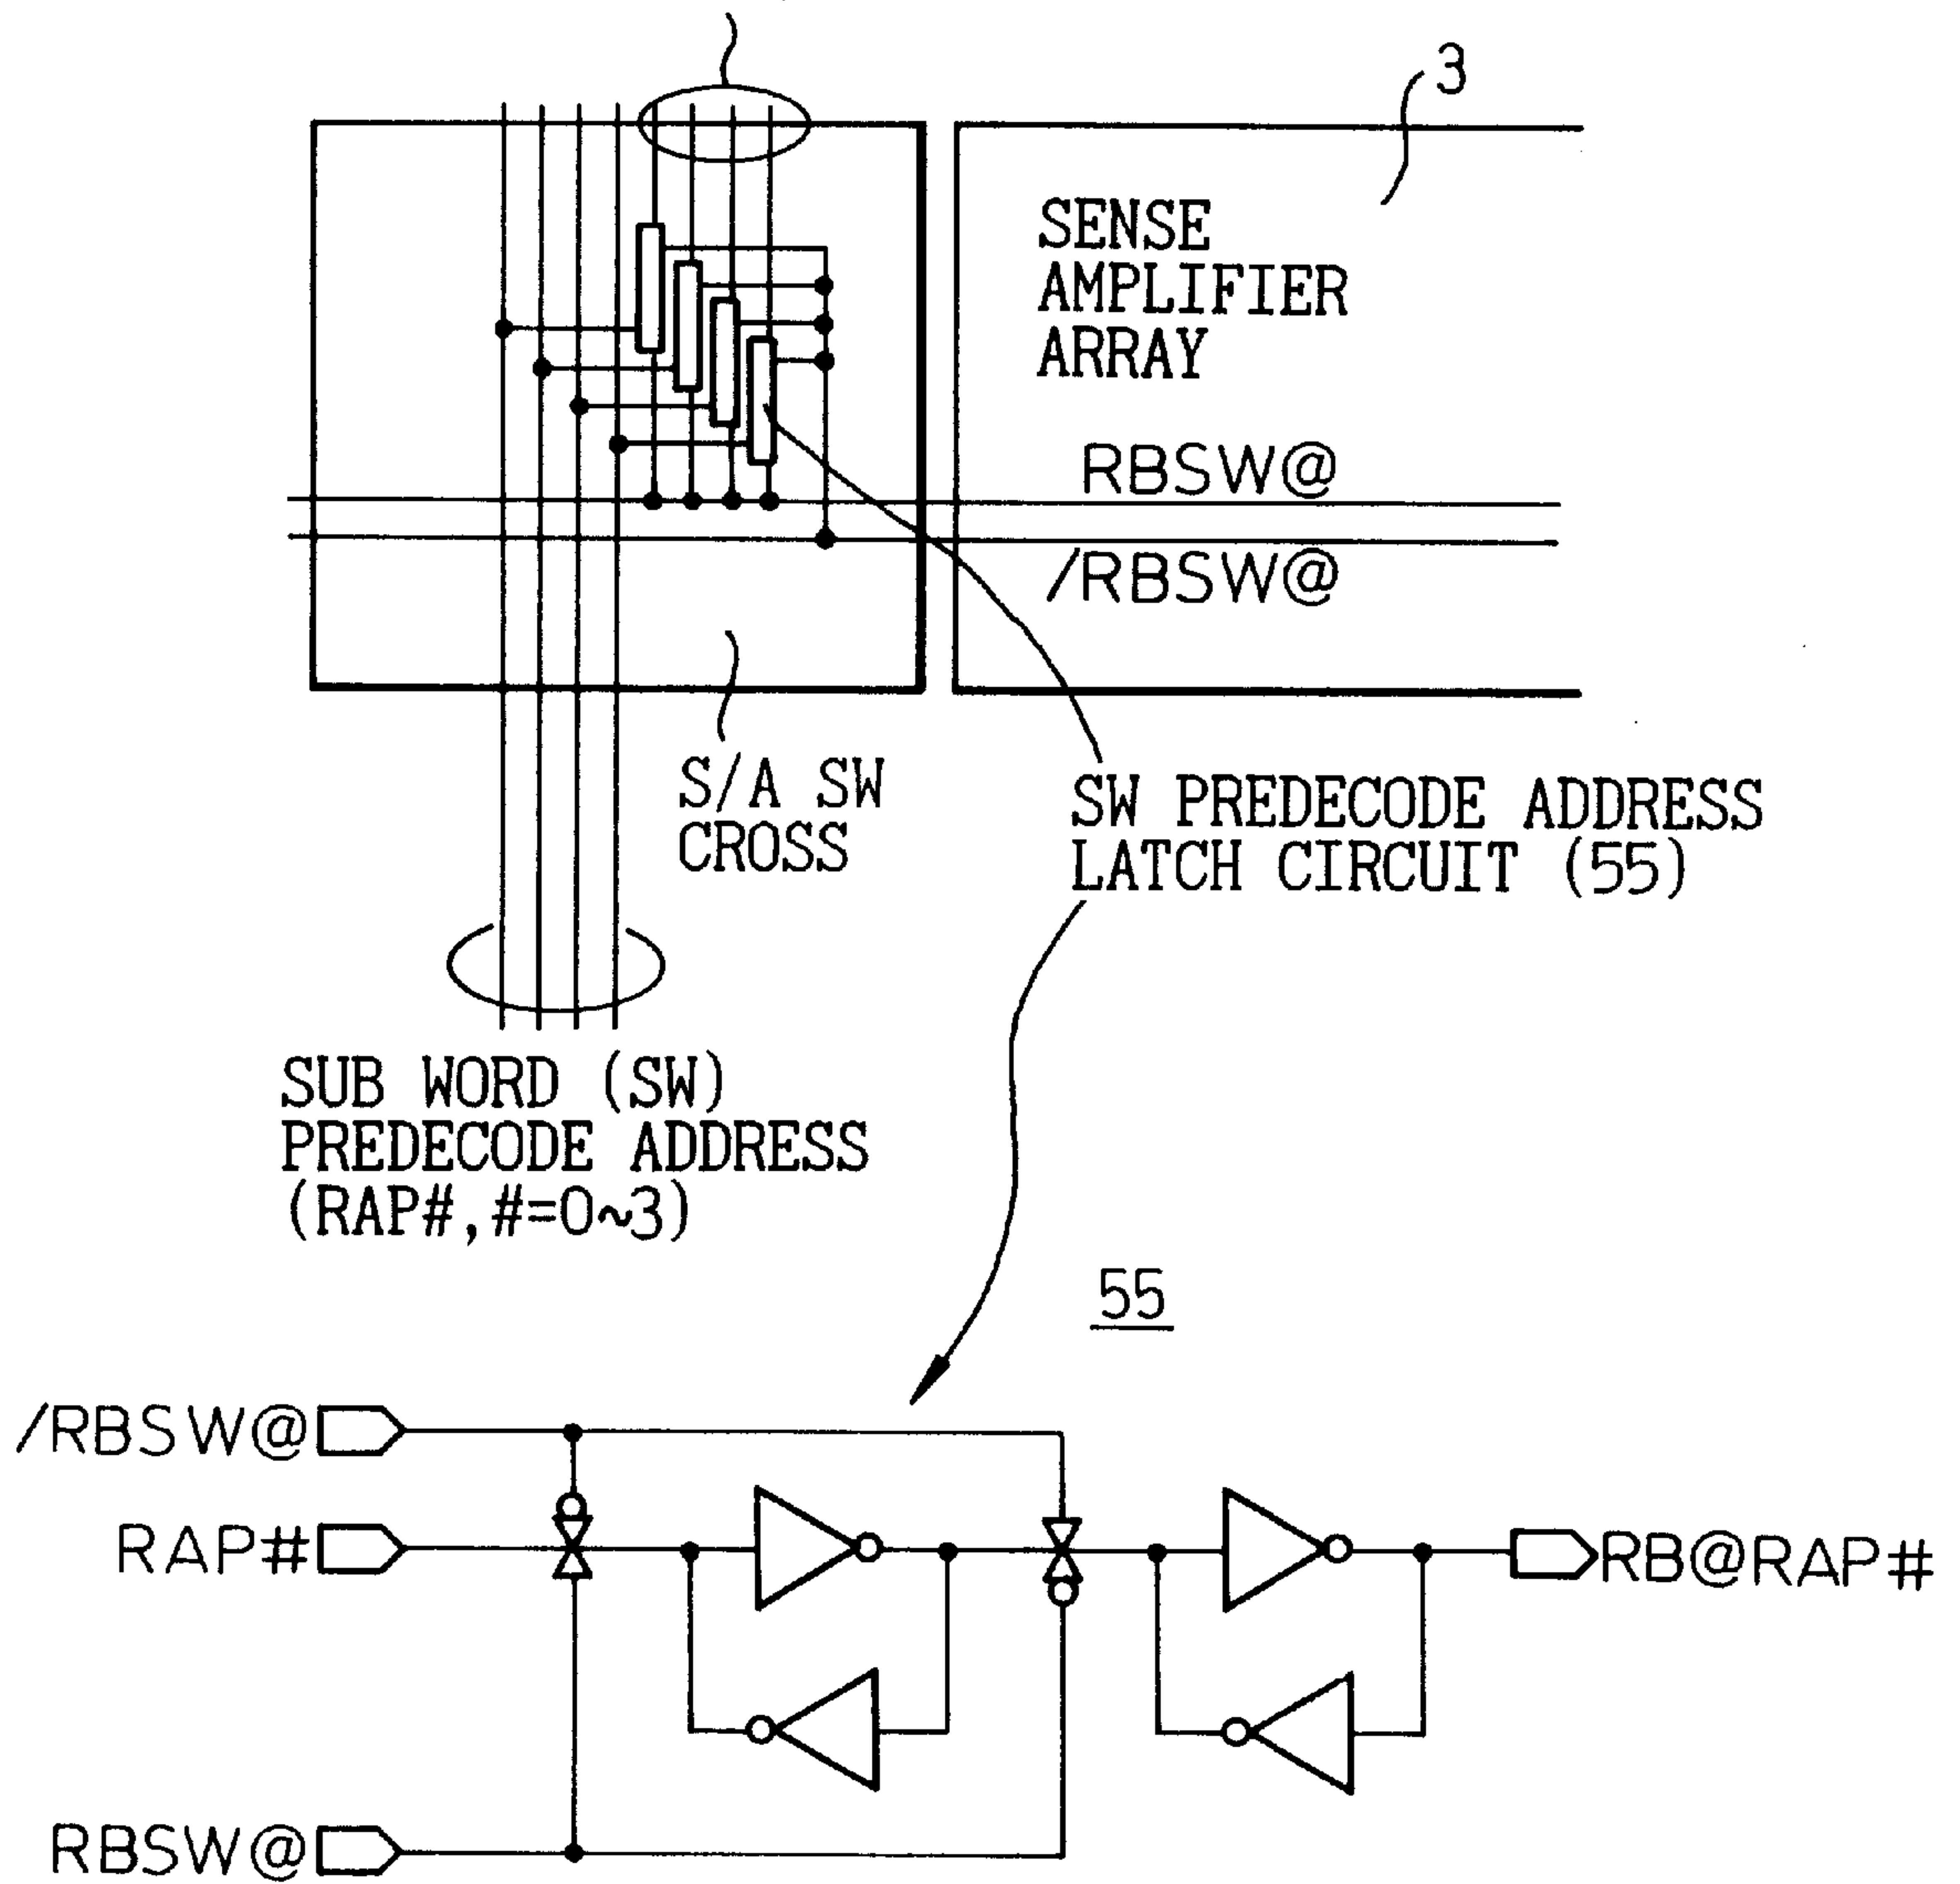 3
SENSE
AMPLIFIER
ARRAY
RBSW@
/RBSW@
S/A SW
CROSS
SW PREDECODE ADDRESS
LATCH CIRCUIT (55)
SUB WORD (SW)
PREDECODE ADDRESS
(RAP#,#=0~3)
55
/RBSW@
RAP#
RB@RAP#
RBSW@